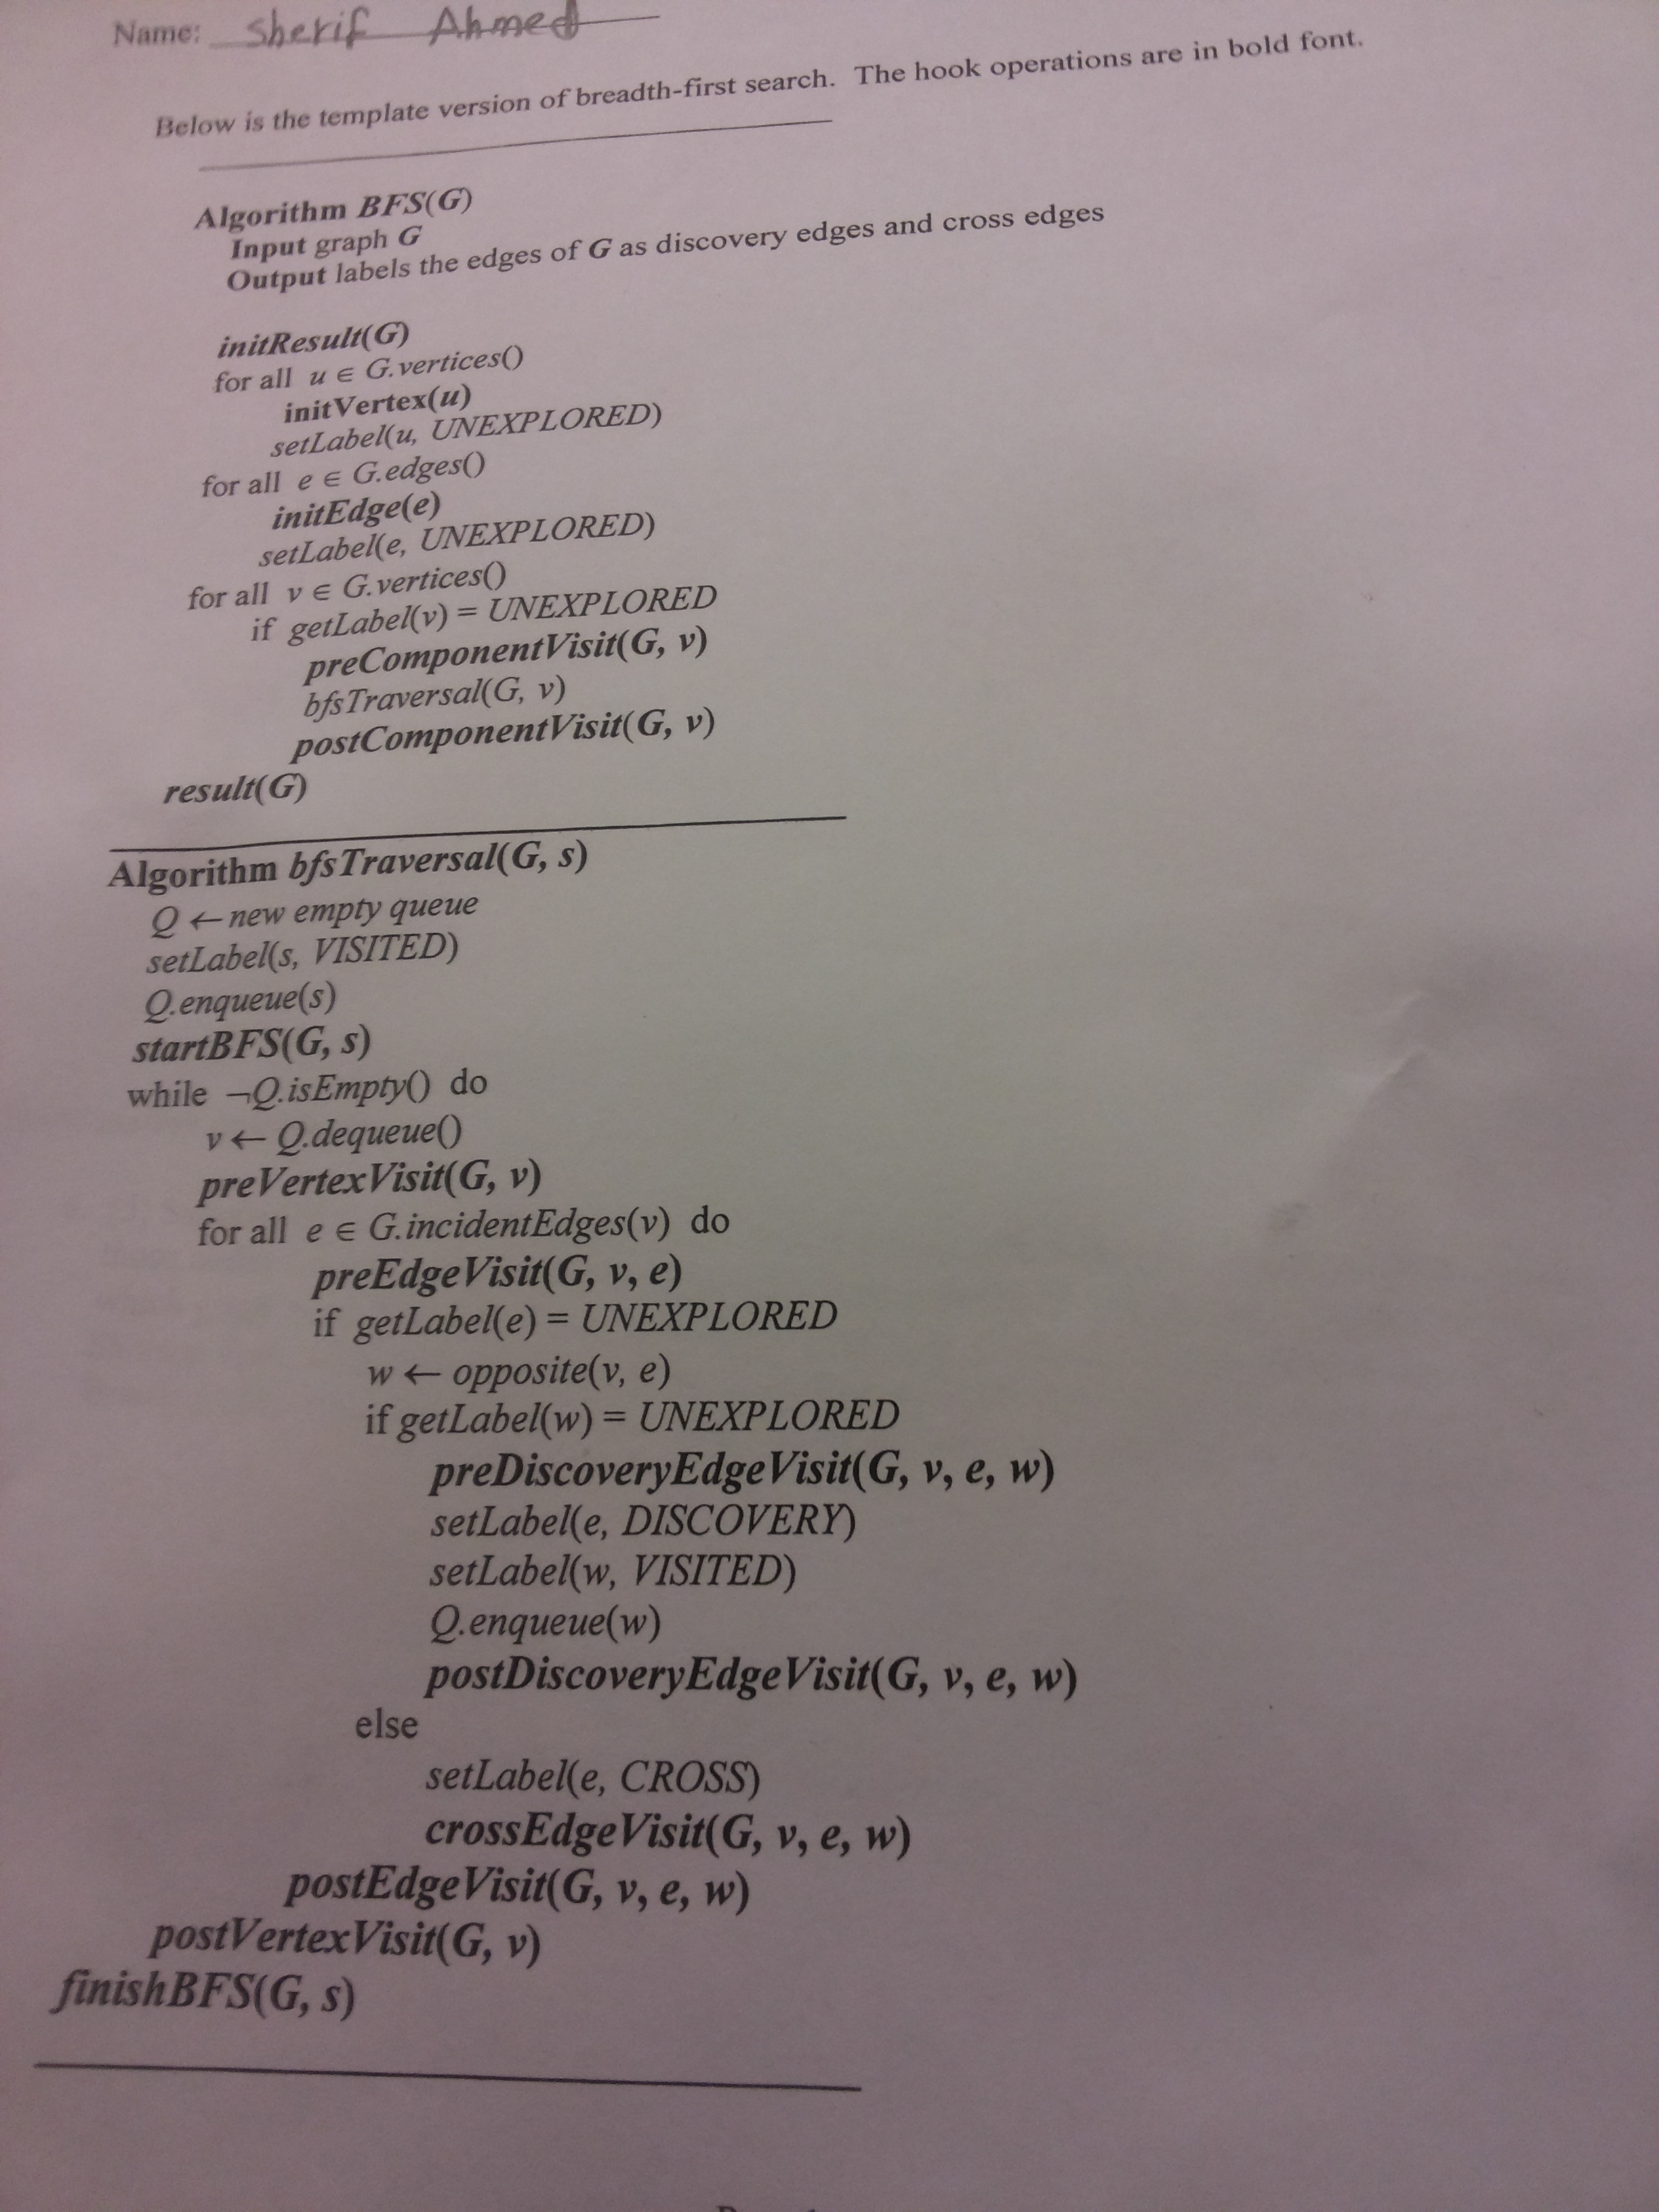 Name: Sherif Ahmed
Below is the template version of breadth-first search. The hook operations are in bold font.
Algorithm BFS(G)
Input graph G
Output labels the edges of G as discovery edges and cross edges
initResult(G)
for all u ∈ G.vertices()
initVertex(u)
setLabel(u, UNEXPLORED)
for all e ∈ G.edges()
initEdge(e)
setLabel(e, UNEXPLORED)
for all v ∈ G.vertices()
if getLabel(v) = UNEXPLORED
preComponentVisit(G, v)
bfsTraversal(G, v)
postComponentVisit(G, v)
result(G)
Algorithm bfsTraversal(G, s)
Q ← new empty queue
setLabel(s, VISITED)
Q.enqueue(s)
startBFS(G, s)
while ¬Q.isEmpty() do
v ← Q.dequeue()
preVertexVisit(G, v)
for all e ∈ G.incidentEdges(v) do
preEdgeVisit(G, v, e)
if getLabel(e) = UNEXPLORED
w ← opposite(v, e)
if getLabel(w) = UNEXPLORED
preDiscoveryEdgeVisit(G, v, e, w)
setLabel(e, DISCOVERY)
setLabel(w, VISITED)
Q.enqueue(w)
postDiscoveryEdgeVisit(G, v, e, w)
else
setLabel(e, CROSS)
crossEdgeVisit(G, v, e, w)
postEdgeVisit(G, v, e, w)
postVertexVisit(G, v)
finishBFS(G, s)